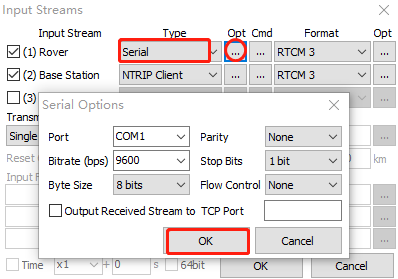 Input Streams
Input Stream Type Opt Cmd Format Opt
(1) Rover Serial ... ... RTCM 3 ...
(2) Base Station NTRIP Client ... ... RTCM 3 ...
(3)
Serial Options
Transm
Single
Port COM1 Parity None
Reset
Bitrate (bps) 9600 Stop Bits 1 bit
km
Input F
Byte Size 8 bits Flow Control None
Output Received Stream to TCP Port
OK Cancel
Time x1 + 0 s 64bit OK Cancel